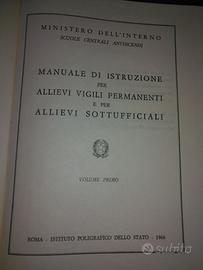 MINISTERO DELL'INTERNO
SCUOLE CENTRALI ANTINCENDI
MANUALE DI ISTRUZIONE
PER
ALLIEVI VIGILI PERMANENTI
E PER
ALLIEVI SOTTUFFICIALI
VOLUME PRIMO
ROMA - ISTITUTO POLIGRAFICO DELLO STATO - 1966
subito